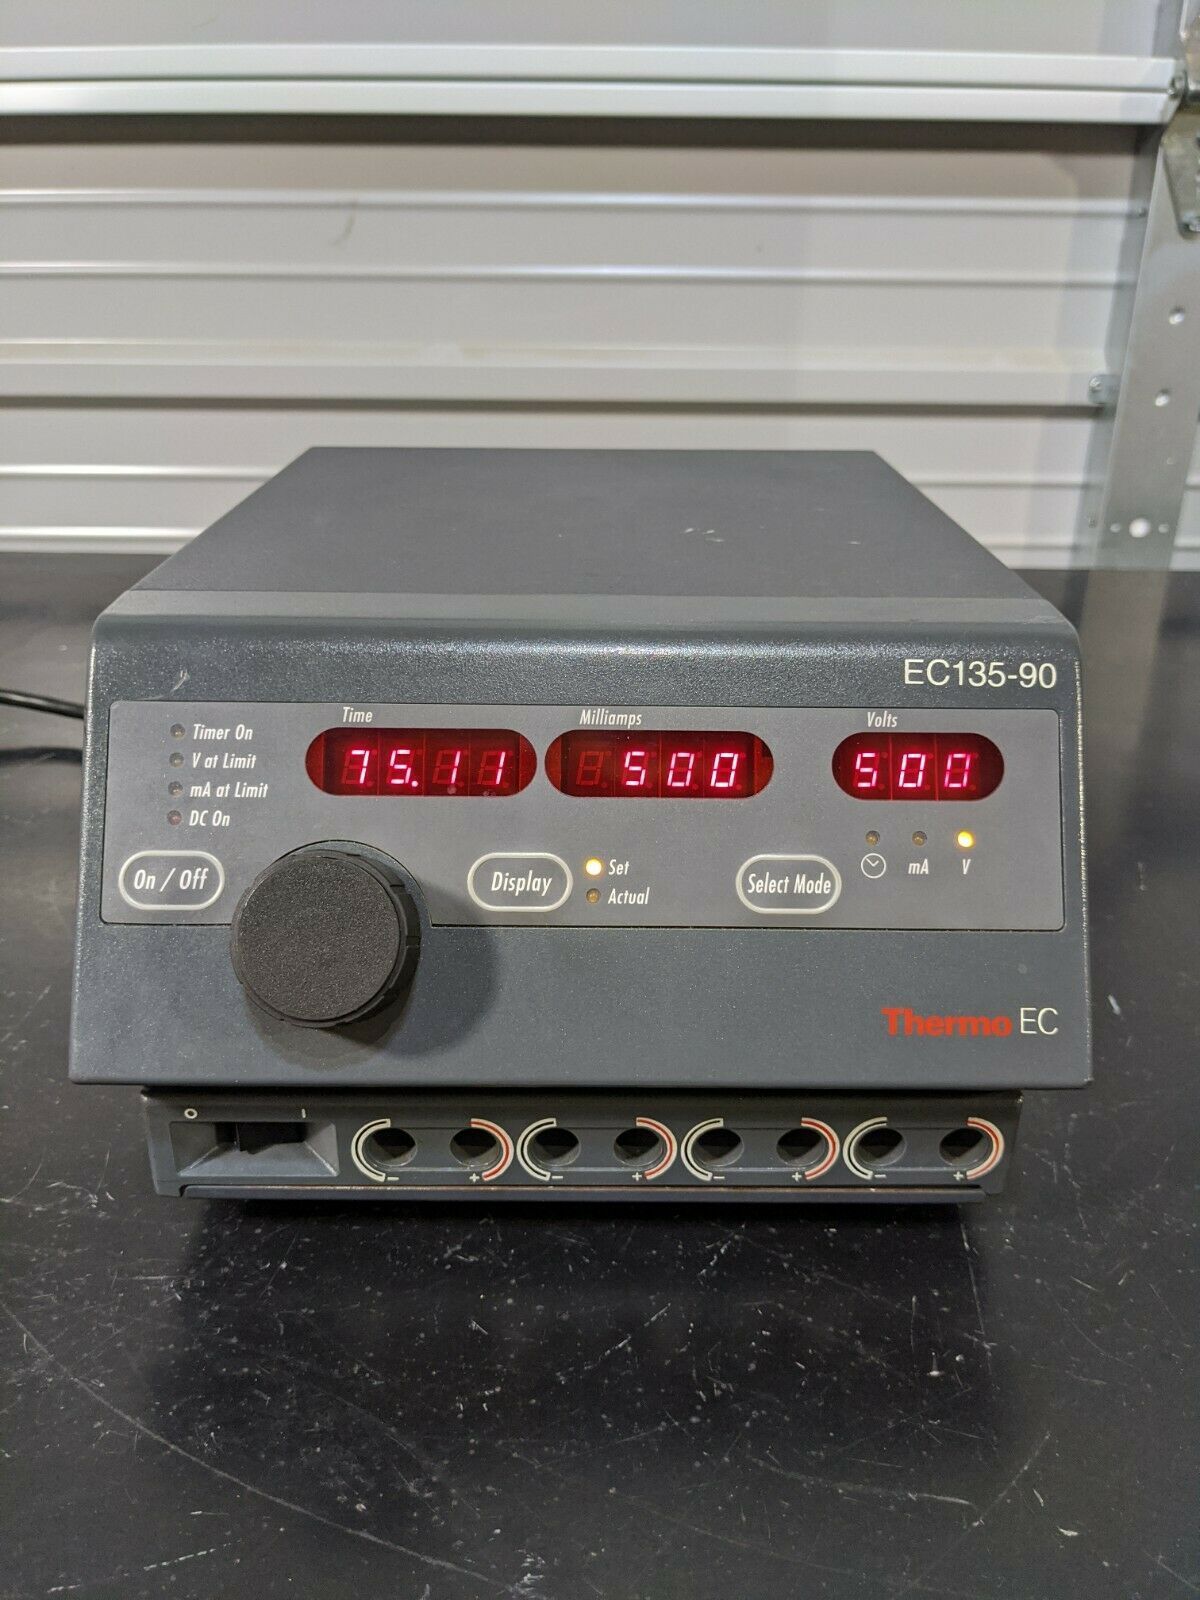 EC135-90
Time
Milliamps
Volts
Timer On
V at Limit
mA at Limit
DC On
75.11
500
500
On / Off
Display
Set
Actual
Select Mode
mA
V
Thermo EC
O
I
- + - + - + - +